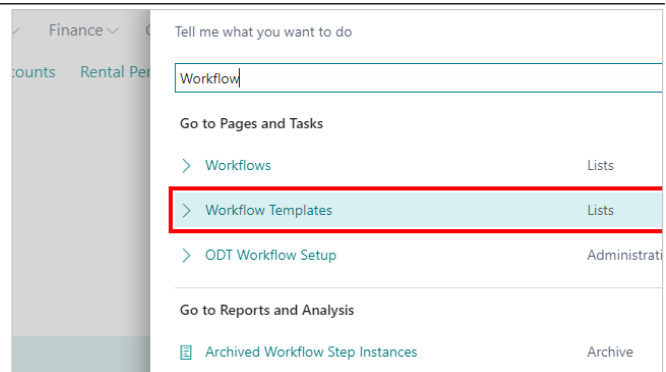 Finance
Tell me what you want to do
counts Rental Per
Workflow
Go to Pages and Tasks
Workflows Lists
Workflow Templates Lists
ODT Workflow Setup Administrati
Go to Reports and Analysis
Archived Workflow Step Instances Archive